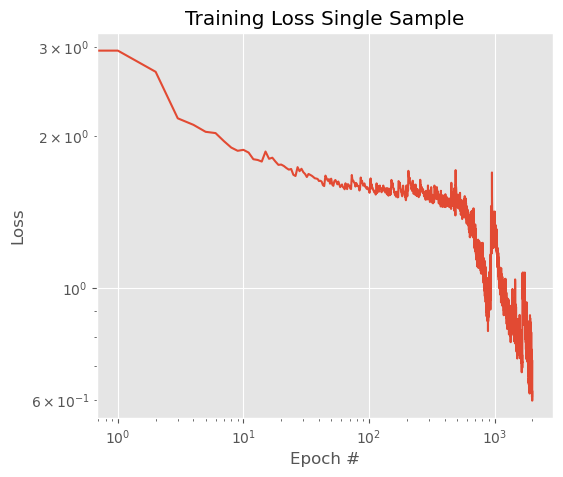 Training Loss Single Sample
3 × 10⁰
2 × 10⁰
10⁰
6 × 10⁻¹
Loss
10⁰ 10¹ 10² 10³
Epoch #